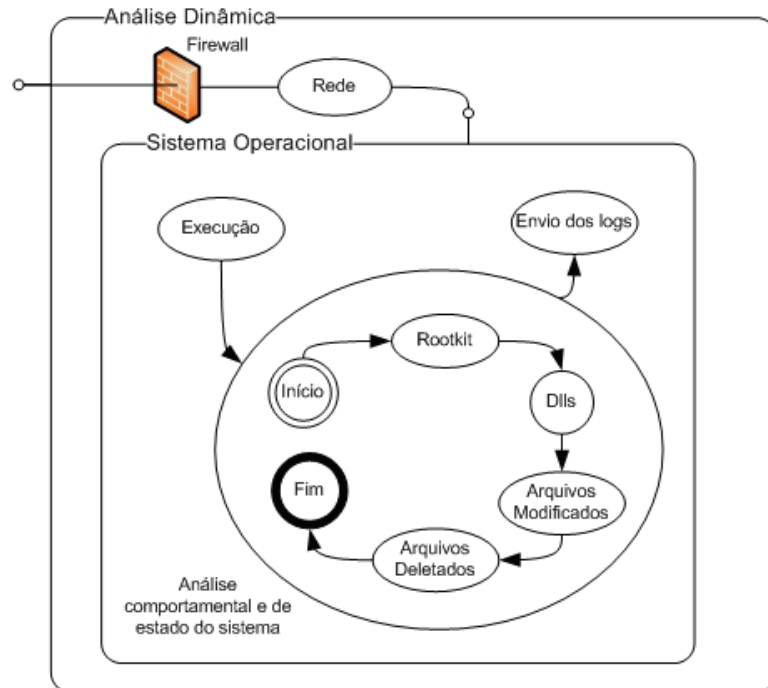 Análise Dinâmica
Firewall
Rede
Sistema Operacional
Execução
Envio dos logs
Rootkit
Início
Dlls
Fim
Arquivos
Modificados
Arquivos
Deletados
Análise
comportamental e de
estado do sistema